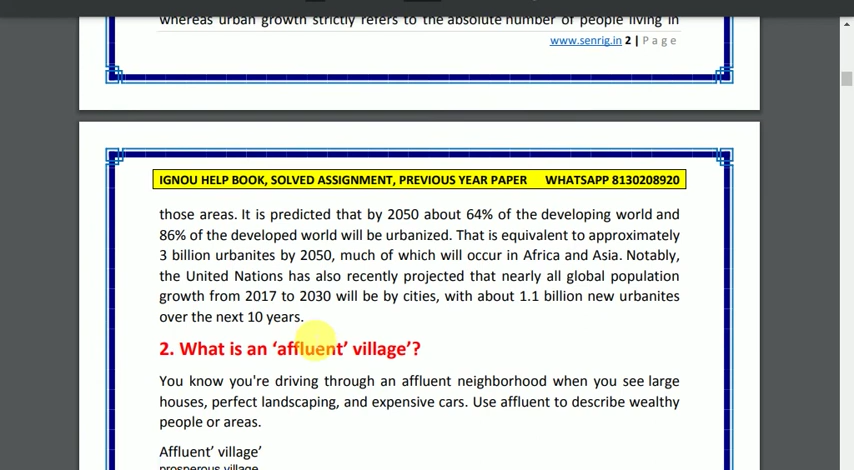 whereas urban growth strictly refers to the absolute number of people living in
www.senrig.in 2 | P a g e
IGNOU HELP BOOK, SOLVED ASSIGNMENT, PREVIOUS YEAR PAPER WHATSAPP 8130208920
those areas. It is predicted that by 2050 about 64% of the developing world and
86% of the developed world will be urbanized. That is equivalent to approximately
3 billion urbanites by 2050, much of which will occur in Africa and Asia. Notably,
the United Nations has also recently projected that nearly all global population
growth from 2017 to 2030 will be by cities, with about 1.1 billion new urbanites
over the next 10 years.
2. What is an ‘affluent’ village’?
You know you're driving through an affluent neighborhood when you see large
houses, perfect landscaping, and expensive cars. Use affluent to describe wealthy
people or areas.
Affluent’ village’
prosperous village